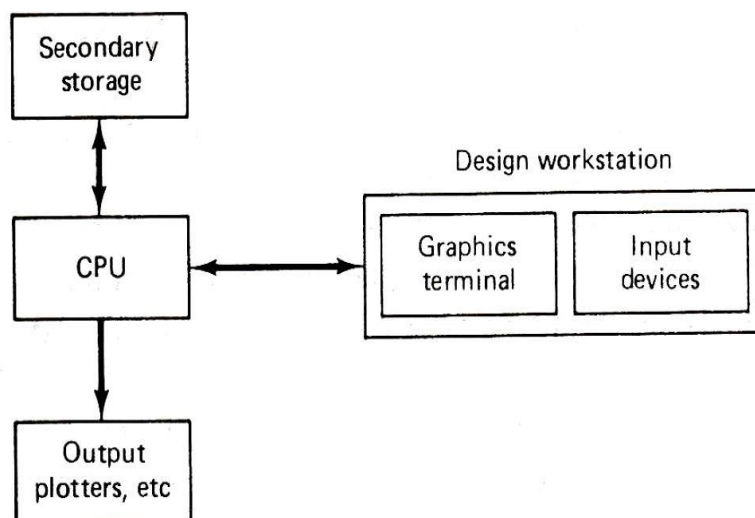 Secondary
storage
Design workstation
CPU
Graphics
terminal
Input
devices
Output
plotters, etc